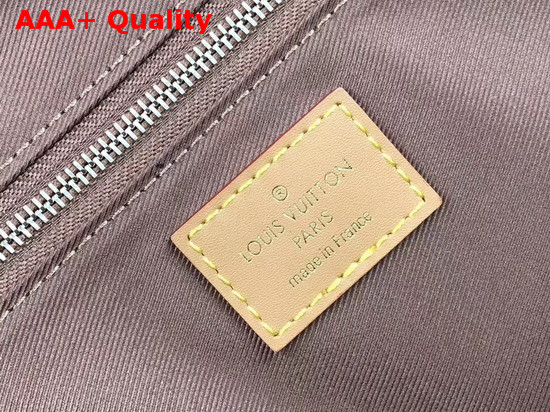 AAA+ Quality
®
LOUIS VUITTON
PARIS
made in France